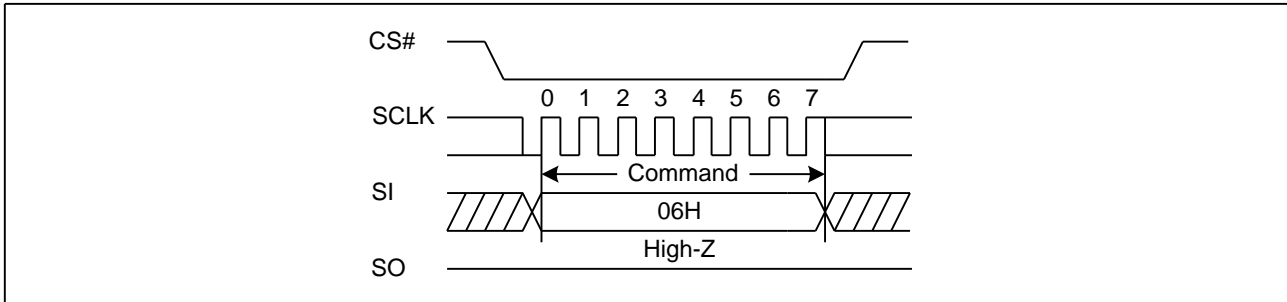 CS#
0 1 2 3 4 5 6 7
SCLK
Command
SI
06H
High-Z
SO